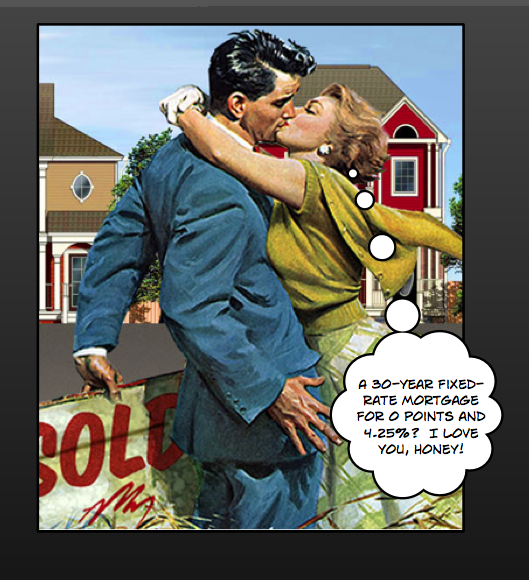 A 30-YEAR FIXED-
RATE MORTGAGE
FOR 0 POINTS AND
4.25%? I LOVE
YOU, HONEY!
SOLD